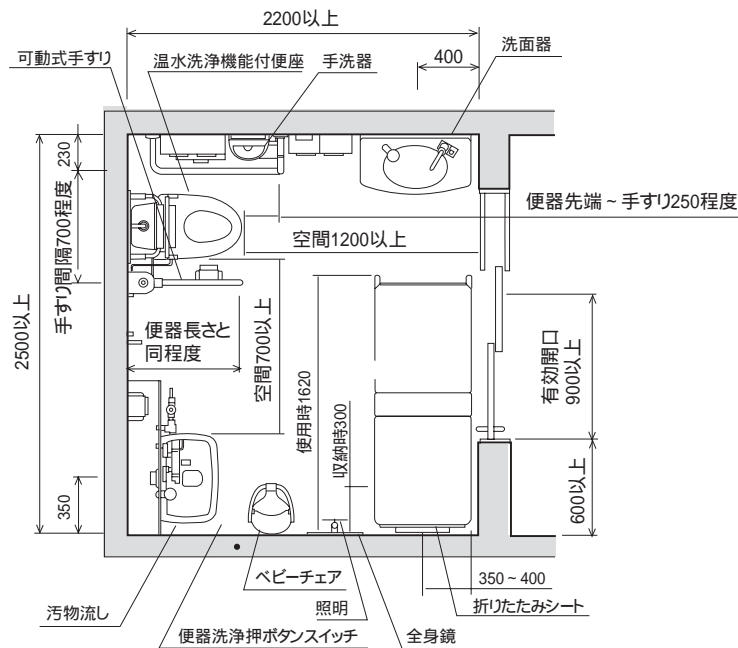 2200以上
可動式手すり
温水洗浄機能付便座
手洗器
400
洗面器
230
手すり間隔700程度
2500以上
350
便器先端~手すり250程度
空間1200以上
便器長さと
同程度
空間700以上
使用時1620
収納時300
有効開口
900以上
600以上
ベビーチェア
350~400
汚物流し
照明
折りたたみシート
便器洗浄押ボタンスイッチ
全身鏡